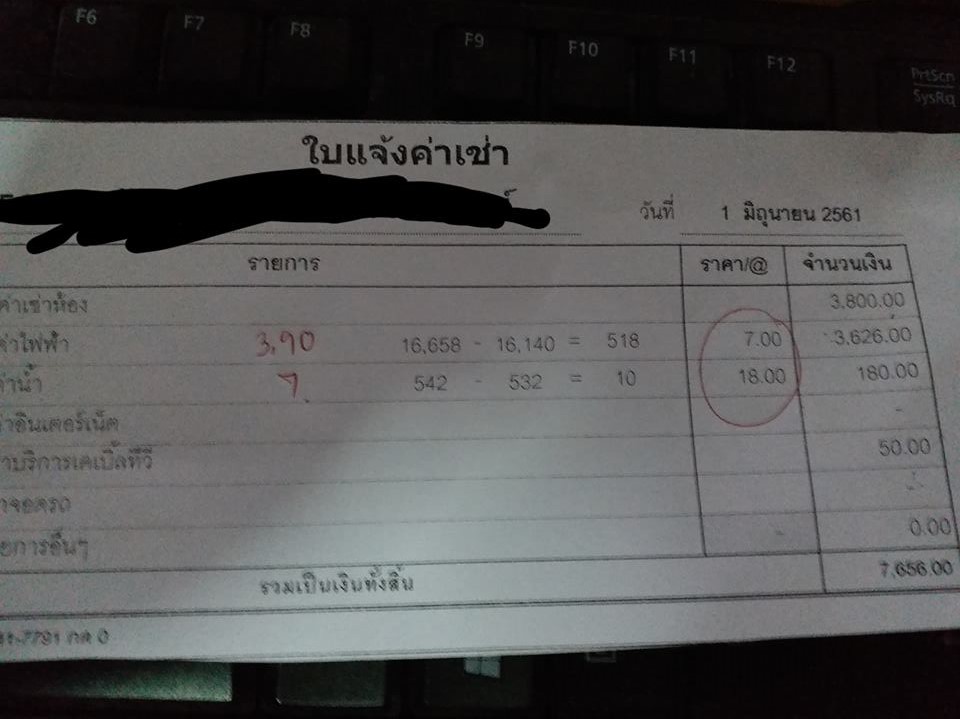 F6 F7 F8 F9 F10 F11 F12 PrtScn
SysRq
ใบแจ้งค่าเช่า
วันที่ 1 มิถุนายน 2561
รายการ ราคา/@ จำนวนเงิน
ค่าเช่าห้อง 3,800.00
ค่าไฟฟ้า 3.90 16,658 - 16,140 = 518 7.00 3,626.00
ค่าน้ำ 7. 542 - 532 = 10 18.00 180.00
ค่าอินเตอร์เน็ต -
าบริการเคเบิ้ลทีวี 50.00
าจอดรถ -
ยการอื่นๆ - 0.00
รวมเป็นเงินทั้งสิ้น 7,656.00
-7791 กด 0